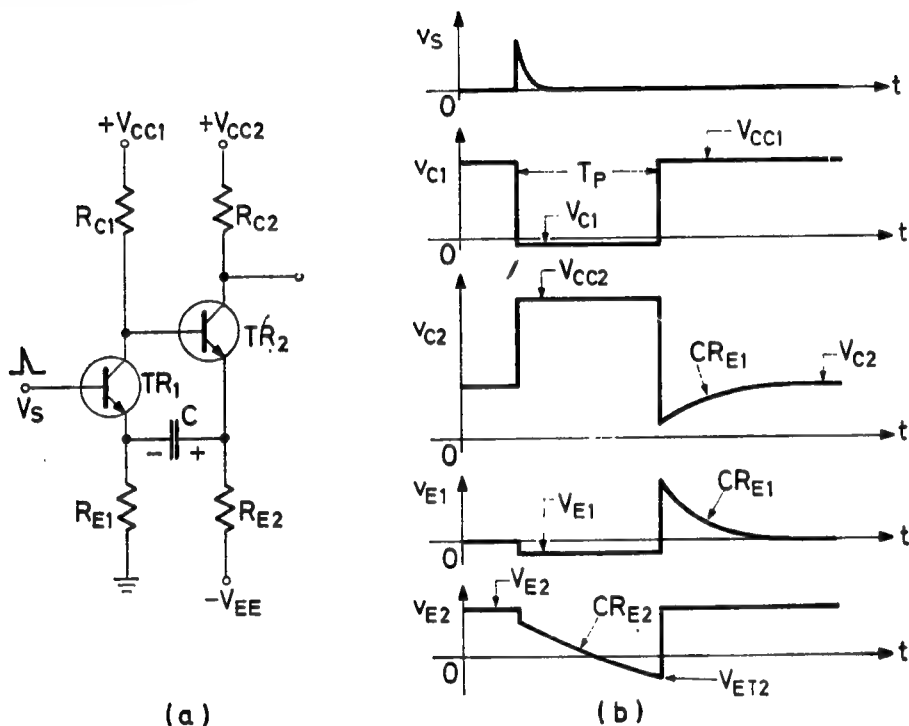 +VCC1
+VCC2
RC1
RC2
TR2
TR1
VS
C
- +
RE1
RE2
-VEE
(a)
vS
0
t
vC1
VCC1
TP
VC1
0
t
VCC2
vC2
CRE1
VC2
0
t
vE1
VE1
CRE1
0
t
vE2
VE2
CRE2
0
t
VET2
(b)